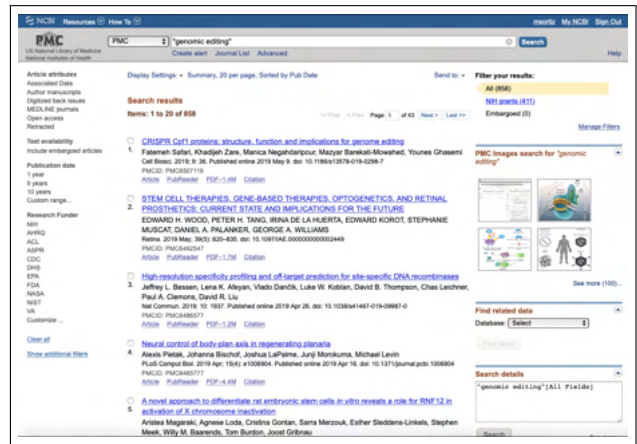 NCBI Resources How To
msoritz My NCBI Sign Out
PMC
US National Library of Medicine
National Institutes of Health
PMC
"genomic editing"
Search
Create alert Journal List Advanced
Help
Article attributes
Associated Data
Author manuscripts
Digitized back issues
MEDLINE journals
Open access
Retracted
Text availability
Include embargoed articles
Publication date
1 year
5 years
10 years
Custom range...
Research Funder
NIH
AHRQ
ACL
ASPR
CDC
DHS
EPA
FDA
NASA
NIST
VA
Customize ...
Clear all
Show additional filters
Display Settings: Summary, 20 per page, Sorted by Pub Date
Send to:
Search results
Items: 1 to 20 of 858
<< First < Prev Page 1 of 43 Next > Last >>
CRISPR Cpf1 proteins: structure, function and implications for genome editing
1. Fatemeh Safari, Khadijeh Zare, Manica Negahdaripour, Mazyar Barekati-Mowahed, Younes Ghasemi
Cell Biosci. 2019; 9: 36. Published online 2019 May 9. doi: 10.1186/s13578-019-0298-7
PMCID: PMC6507119
Article PubReader PDF–1.4M Citation
STEM CELL THERAPIES, GENE-BASED THERAPIES, OPTOGENETICS, AND RETINAL
2. PROSTHETICS: CURRENT STATE AND IMPLICATIONS FOR THE FUTURE
EDWARD H. WOOD, PETER H. TANG, IRINA DE LA HUERTA, EDWARD KOROT, STEPHANIE
MUSCAT, DANIEL A. PALANKER, GEORGE A. WILLIAMS
Retina. 2019 May; 39(5): 820–835. doi: 10.1097/IAE.0000000000002449
PMCID: PMC6492547
Article PubReader PDF–1.7M Citation
High-resolution specificity profiling and off-target prediction for site-specific DNA recombinases
3. Jeffrey L. Bessen, Lena K. Afeyan, Vlado Dančík, Luke W. Koblan, David B. Thompson, Chas Leichner,
Paul A. Clemons, David R. Liu
Nat Commun. 2019; 10: 1937. Published online 2019 Apr 26. doi: 10.1038/s41467-019-09987-0
PMCID: PMC6486577
Article PubReader PDF–1.2M Citation
Neural control of body-plan axis in regenerating planaria
4. Alexis Pietak, Johanna Bischof, Joshua LaPalme, Junji Morokuma, Michael Levin
PLoS Comput Biol. 2019 Apr; 15(4): e1006904. Published online 2019 Apr 16. doi: 10.1371/journal.pcbi.1006904
PMCID: PMC6485777
Article PubReader PDF–4.4M Citation
A novel approach to differentiate rat embryonic stem cells in vitro reveals a role for RNF12 in
5. activation of X chromosome inactivation
Aristea Magaraki, Agnese Loda, Cristina Gontan, Sarra Merzouk, Esther Sleddens-Linkels, Stephen
Meek, Willy M. Baarends, Tom Burdon, Joost Gribnau
Filter your results:
All (858)
NIH grants (411)
Embargoed (0)
Manage Filters
PMC Images search for "genomic
editing"
See more (100)...
Find related data
Database: Select
Find items
Search details
"genomic editing"[All Fields]
Search